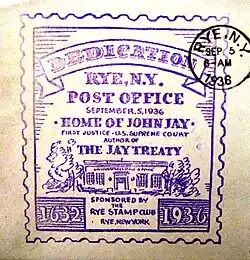 DEDICATION
RYE, N.Y.
POST OFFICE
SEPTEMBER, 5, 1936
· HOME OF JOHN JAY ·
FIRST JUSTICE - U.S. SUPREME COURT
AUTHOR OF
THE JAY TREATY
1632
SPONSORED BY
THE
RYE STAMP CLUB
RYE, NEW YORK
1936
RYE, N.Y.
SEP 5
AM
1936